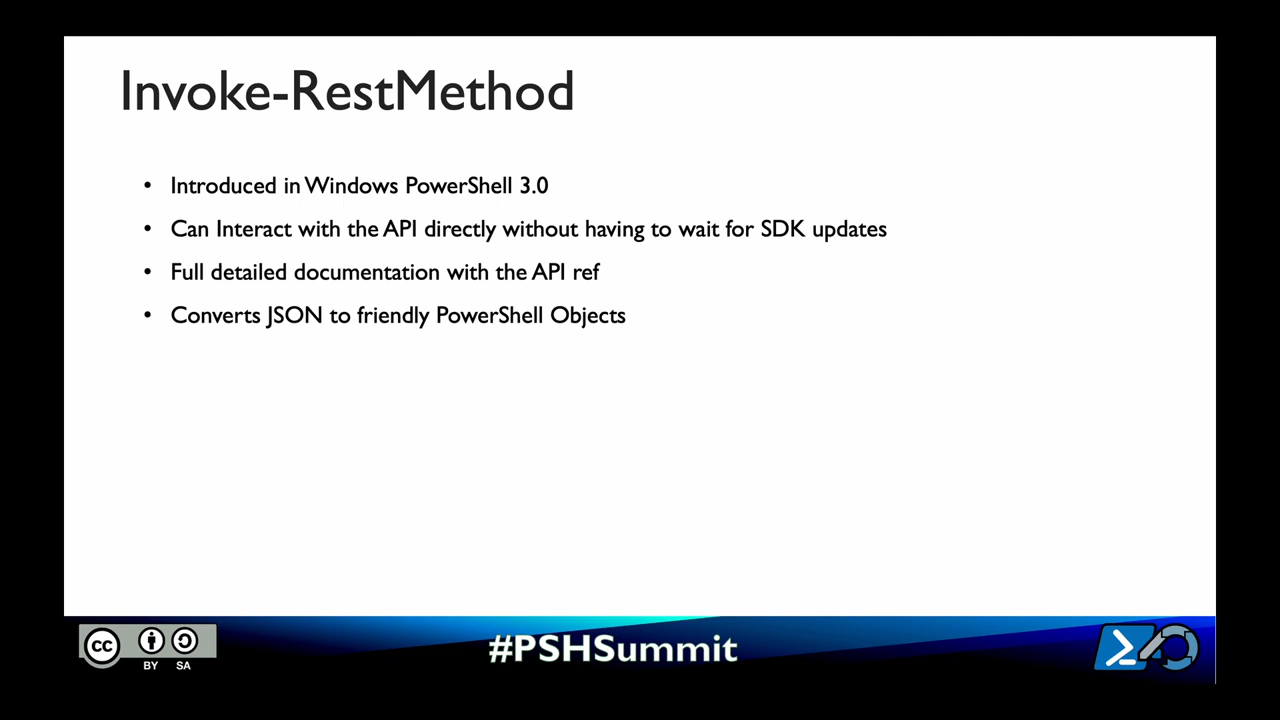 Invoke-RestMethod
• Introduced in Windows PowerShell 3.0
• Can Interact with the API directly without having to wait for SDK updates
• Full detailed documentation with the API ref
• Converts JSON to friendly PowerShell Objects
cc
BY SA
#PSHSummit